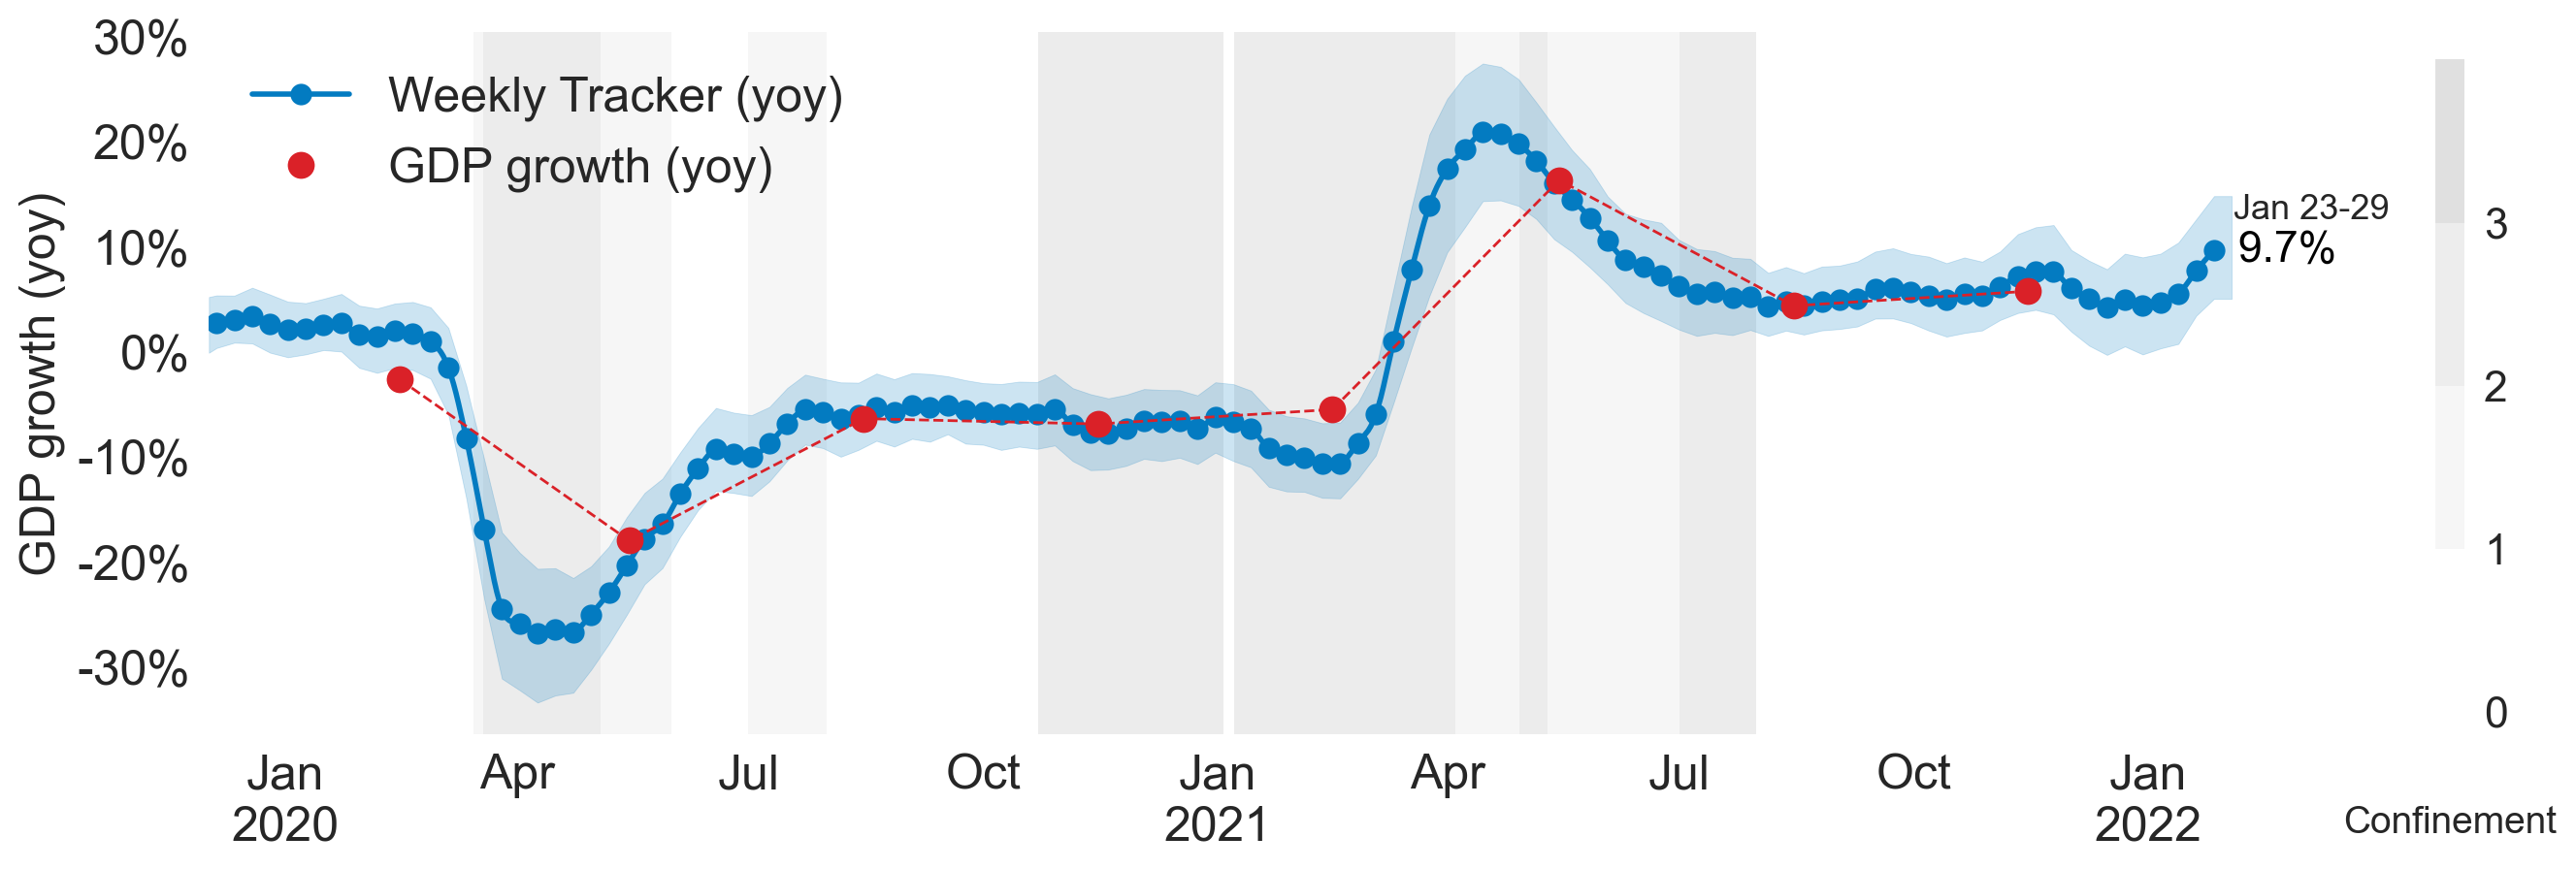 30%
20%
10%
0%
-10%
-20%
-30%
GDP growth (yoy)
Weekly Tracker (yoy)
GDP growth (yoy)
Jan 23-29
9.7%
3
2
1
0
Jan Apr Jul Oct Jan Apr Jul Oct Jan
2020 2021 2022
Confinement